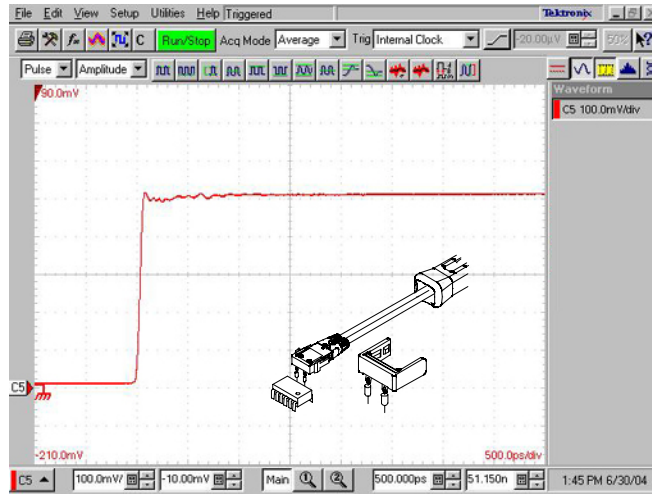 File Edit View Setup Utilities Help Triggered Tektronix
C Run/Stop Acq Mode Average Trig Internal Clock -20.00µV 50%
Pulse Amplitude
Waveform
90.0mV
C5 100.0mV/div
C5
-210.0mV 500.0ps/div
C5 100.0mV/ -10.00mV Main 500.000ps 51.150n 1:45 PM 6/30/04